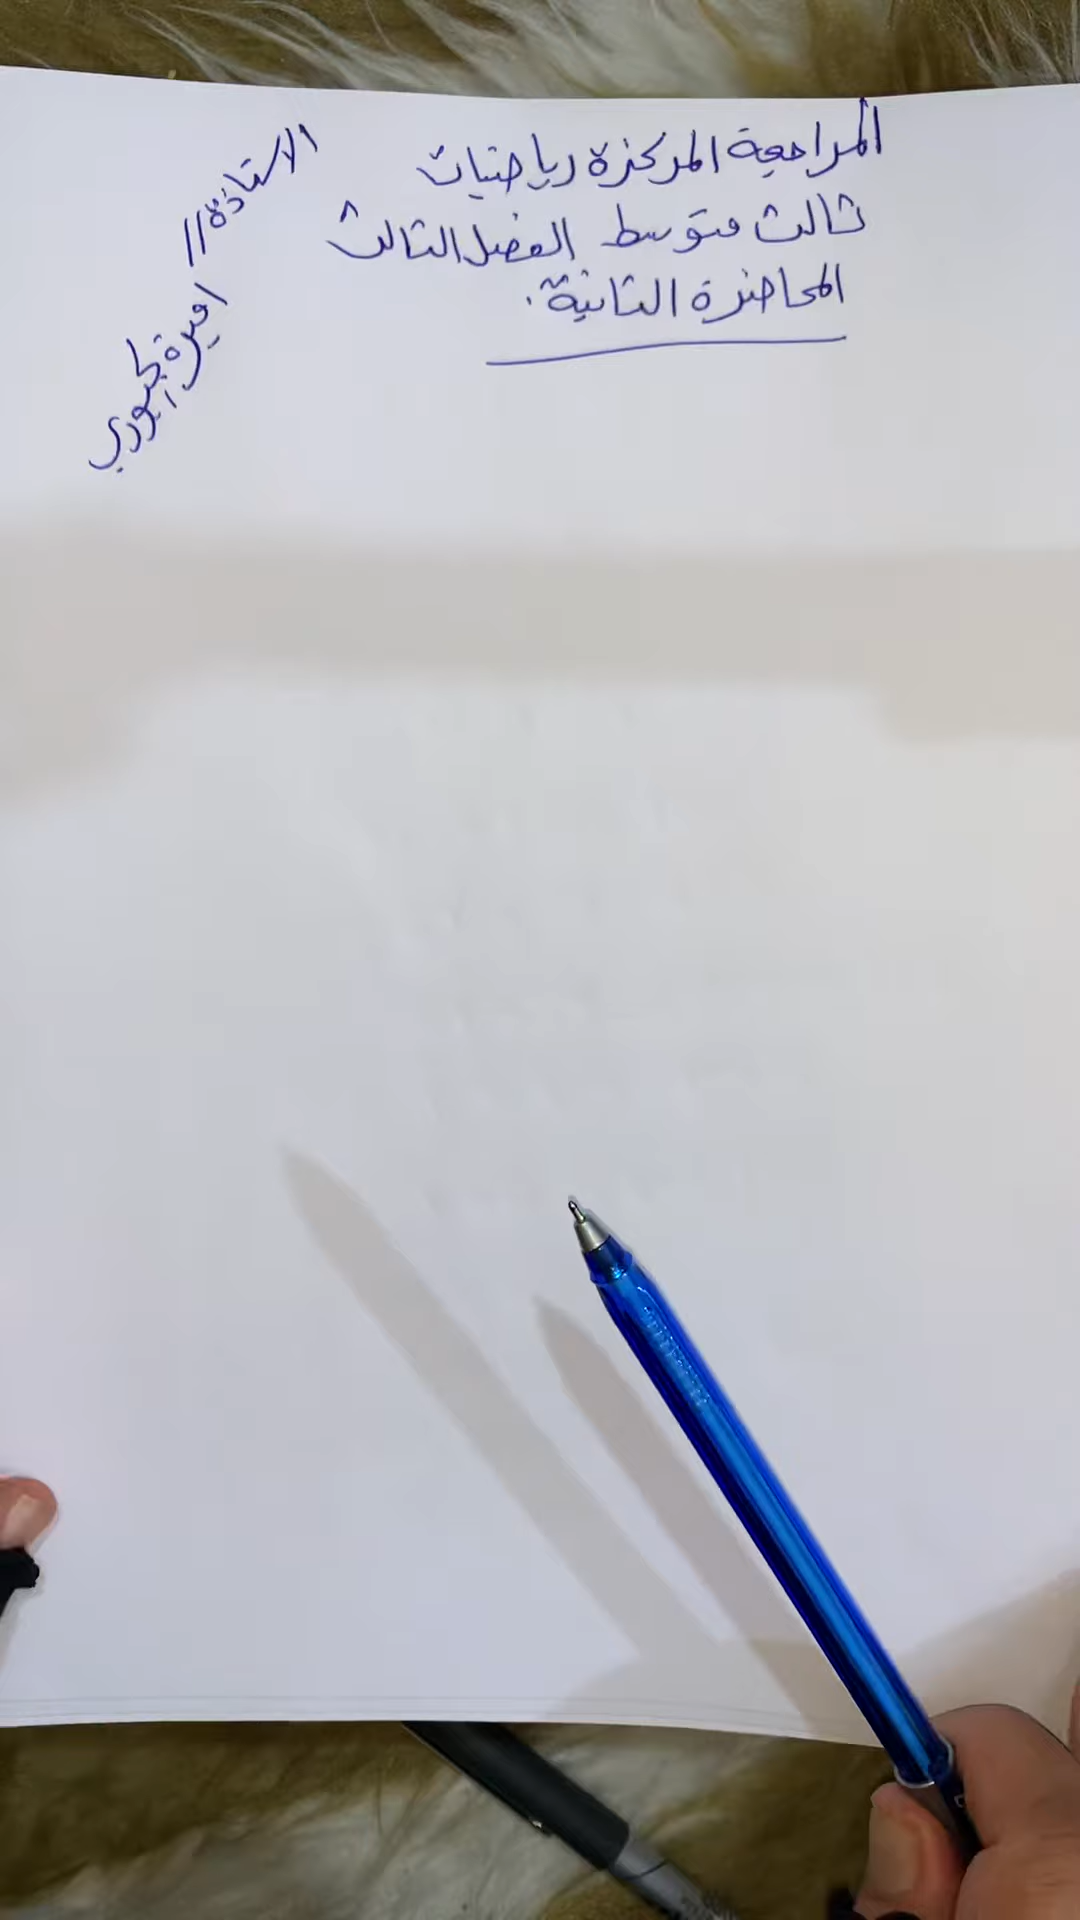 المراجعة المركزة رياضيات
ثالث متوسط الفصل الثالث
المحاضرة الثانية.
الاستاذة//
اميرة الجبوري